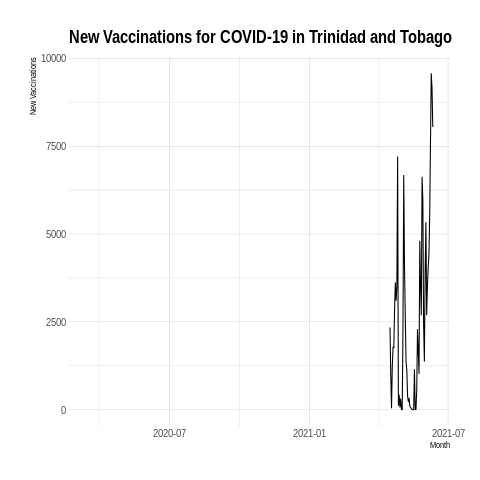 New Vaccinations for COVID-19 in Trinidad and Tobago
New Vaccinations
10000
7500
5000
2500
0
2020-07 2021-01 2021-07
Month